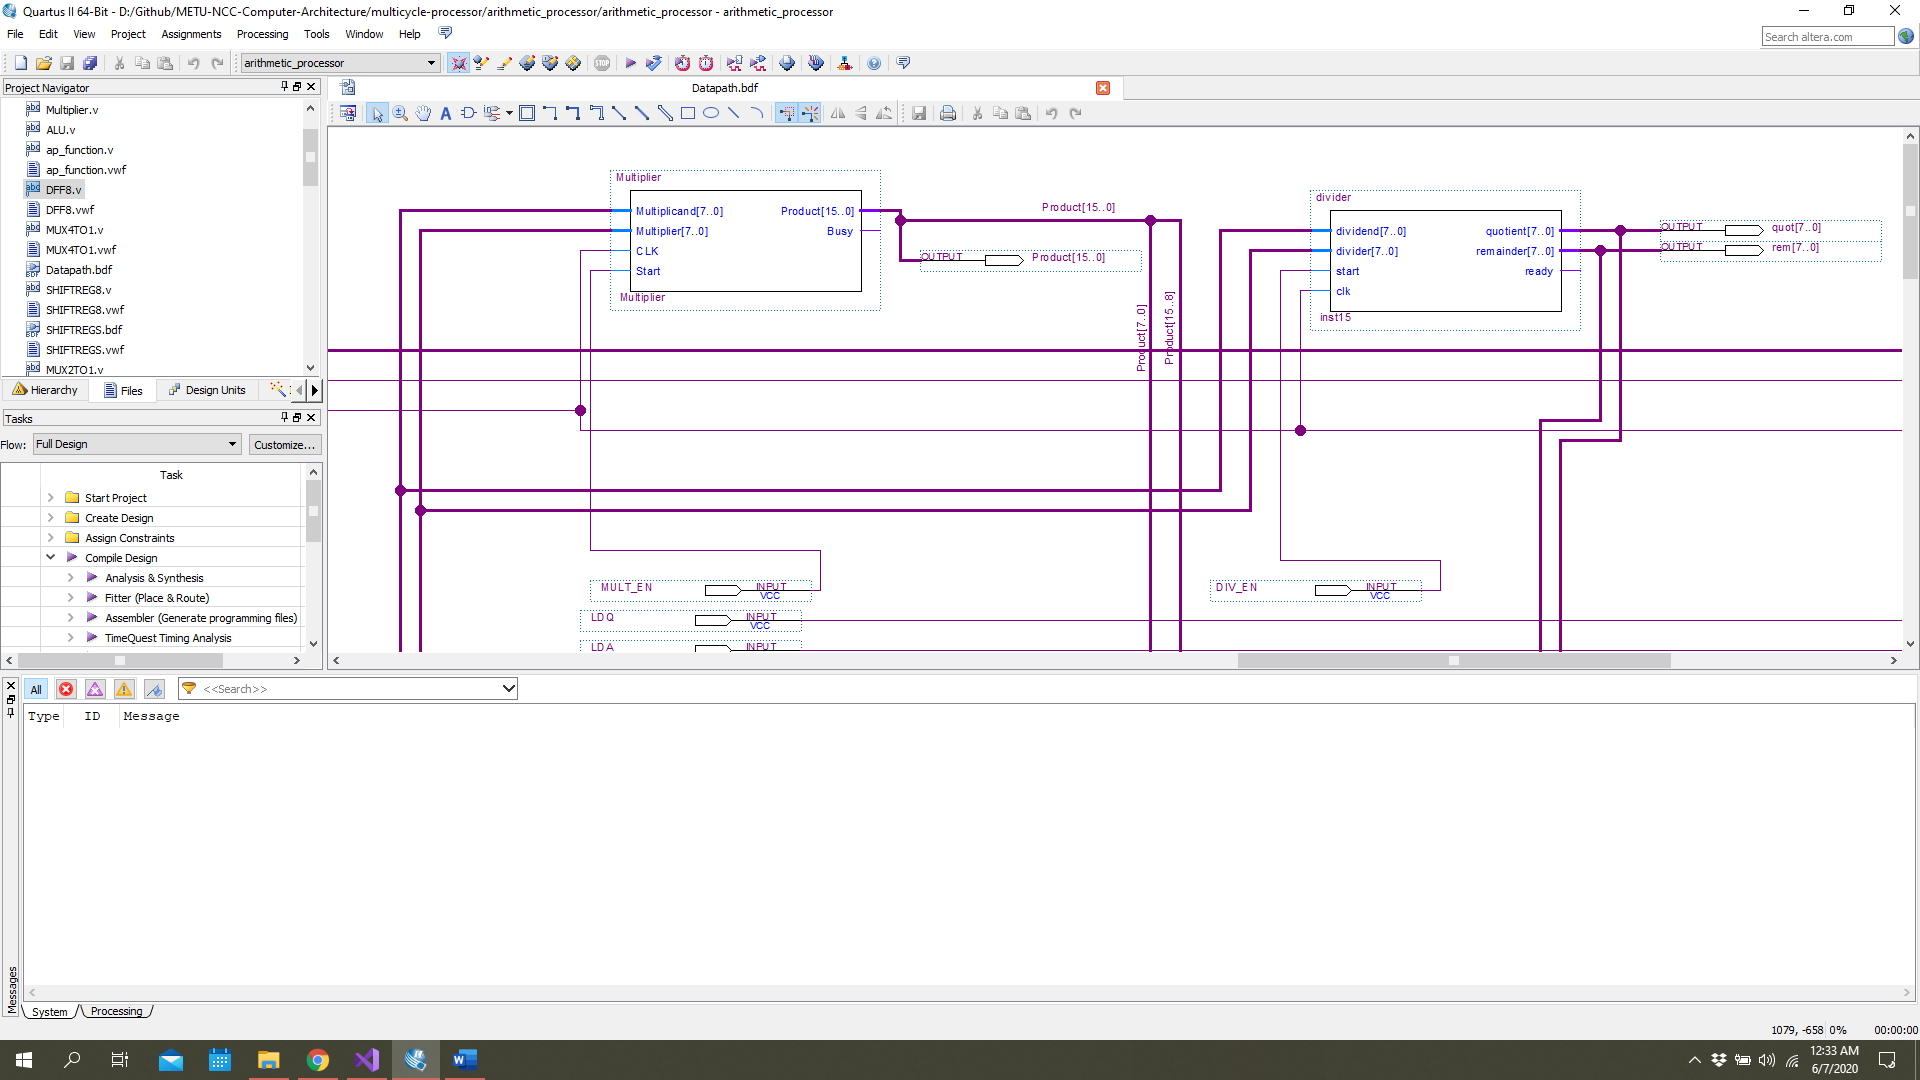 Quartus II 64-Bit - D:/Github/METU-NCC-Computer-Architecture/multicycle-processor/arithmetic_processor/arithmetic_processor - arithmetic_processor
File Edit View Project Assignments Processing Tools Window Help
Search altera.com
arithmetic_processor
Project Navigator
Datapath.bdf
Multiplier.v
ALU.v
ap_function.v
ap_function.vwf
DFF8.v
DFF8.vwf
MUX4TO1.v
MUX4TO1.vwf
Datapath.bdf
SHIFTREG8.v
SHIFTREG8.vwf
SHIFTREGS.bdf
SHIFTREGS.vwf
MUX2TO1.v
Hierarchy Files Design Units
Tasks
Flow: Full Design Customize...
Task
Start Project
Create Design
Assign Constraints
Compile Design
Analysis & Synthesis
Fitter (Place & Route)
Assembler (Generate programming files)
TimeQuest Timing Analysis
Multiplier
Multiplicand[7..0] Product[15..0]
Multiplier[7..0] Busy
CLK
Start
Multiplier
Product[15..0]
OUTPUT Product[15..0]
Product[7..0]
Product[15..8]
divider
dividend[7..0] quotient[7..0]
divider[7..0] remainder[7..0]
start ready
clk
inst15
OUTPUT quot[7..0]
OUTPUT rem[7..0]
MULT_EN INPUT
VCC
LDQ INPUT
VCC
LDA INPUT
DIV_EN INPUT
VCC
All <<Search>>
Type ID Message
Messages
System Processing
1079, -658 0% 00:00:00
12:33 AM
6/7/2020